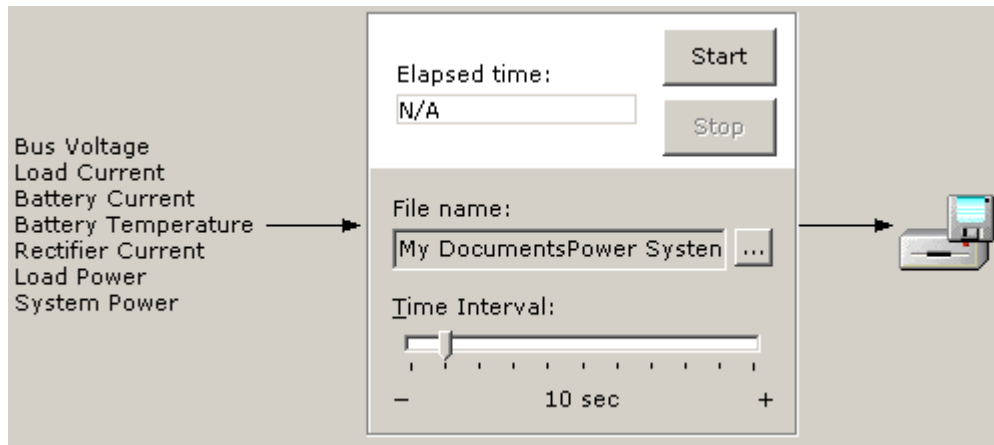 Bus Voltage
Load Current
Battery Current
Battery Temperature
Rectifier Current
Load Power
System Power
Elapsed time:
N/A
Start
Stop
File name:
My DocumentsPower Systen
...
Time Interval:
– 10 sec +